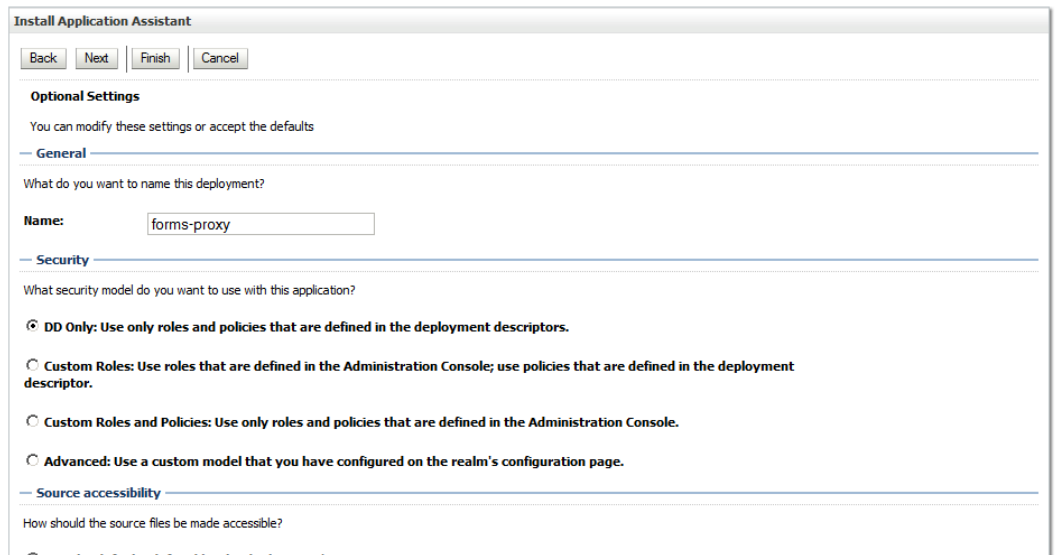 Install Application Assistant
Back Next Finish Cancel
Optional Settings
You can modify these settings or accept the defaults
General
What do you want to name this deployment?
Name: forms-proxy
Security
What security model do you want to use with this application?
DD Only: Use only roles and policies that are defined in the deployment descriptors.
Custom Roles: Use roles that are defined in the Administration Console; use policies that are defined in the deployment
descriptor.
Custom Roles and Policies: Use only roles and policies that are defined in the Administration Console.
Advanced: Use a custom model that you have configured on the realm's configuration page.
Source accessibility
How should the source files be made accessible?